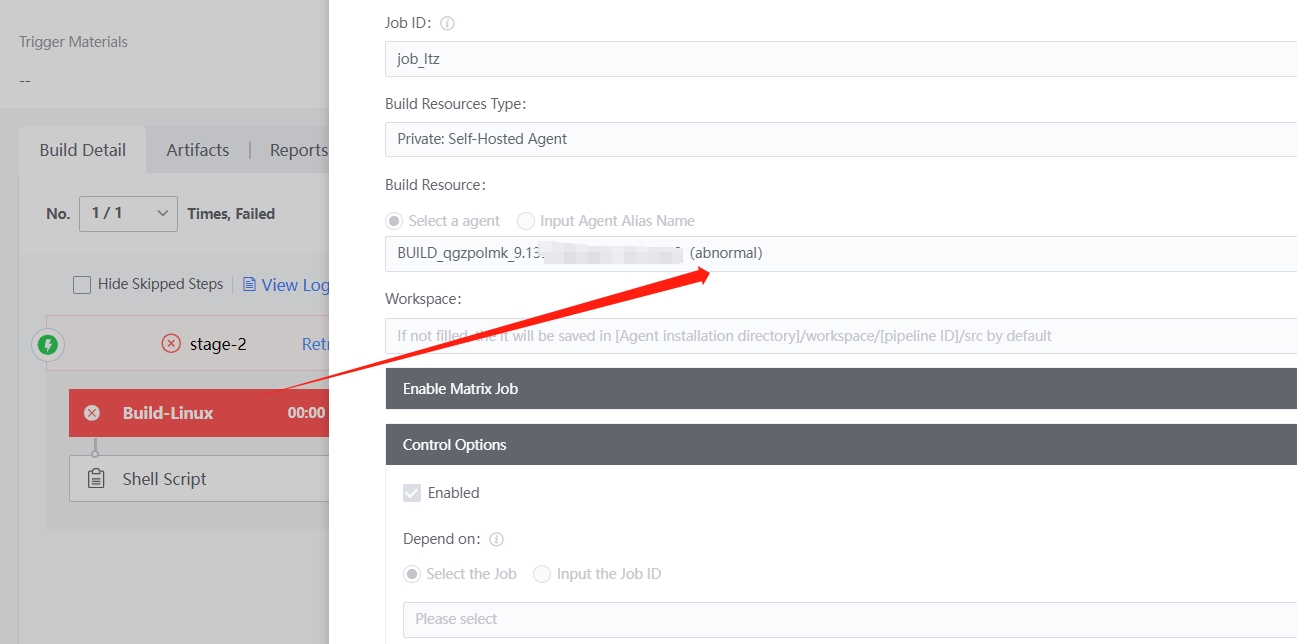 Trigger Materials
--
Build Detail
Artifacts
Reports
No.
1 / 1
Times, Failed
Hide Skipped Steps
View Log
stage-2
Retr
Build-Linux
00:00
Shell Script
Job ID:
job_ltz
Build Resources Type:
Private: Self-Hosted Agent
Build Resource:
Select a agent
Input Agent Alias Name
BUILD_qgzpolmk_9.13 (abnormal)
Workspace:
If not filled, the it will be saved in [Agent installation directory]/workspace/[pipeline ID]/src by default
Enable Matrix Job
Control Options
Enabled
Depend on:
Select the Job
Input the Job ID
Please select